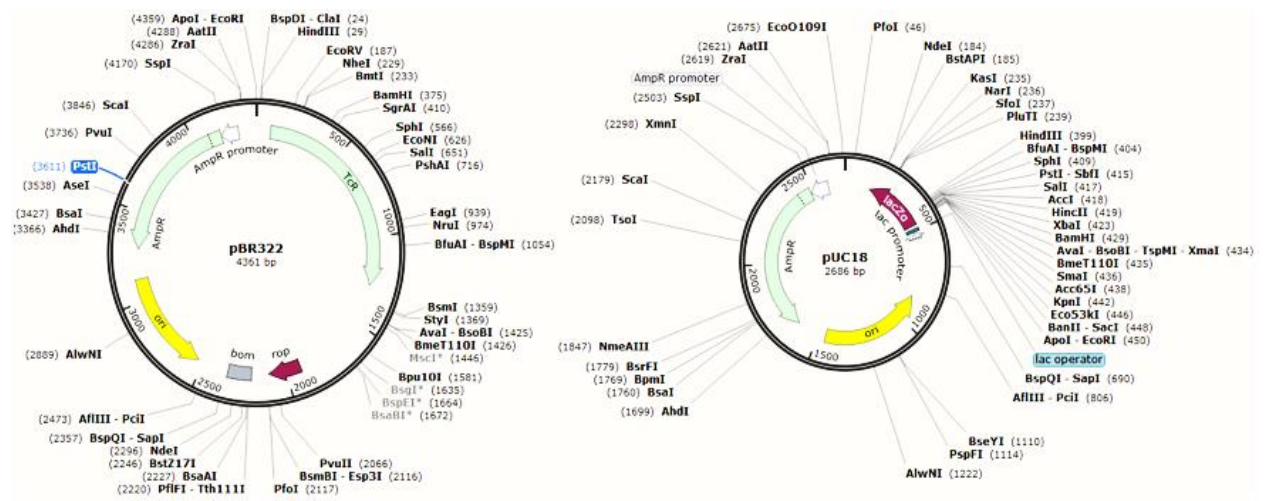 (4359) ApoI - EcoRI
(4288) AatII
(4286) ZraI
(4170) SspI
(3846) ScaI
(3736) PvuI
(3611) PstI
(3538) AseI
(3427) BsaI
(3366) AhdI
(2889) AlwNI
(2473) AflIII - PciI
(2357) BspQI - SapI
(2296) NdeI
(2246) BstZ17I
(2227) BsaAI
(2220) PflFI - Tth111I
BspDI - ClaI (24)
HindIII (29)
EcoRV (187)
NheI (229)
BmtI (233)
BamHI (375)
SgrAI (410)
SphI (566)
EcoNI (626)
SalI (651)
PshAI (716)
EagI (939)
NruI (974)
BfuAI - BspMI (1054)
BsmI (1359)
StyI (1369)
AvaI - BsoBI (1425)
BmeT110I (1426)
MscI* (1446)
Bpu10I (1581)
BsgI* (1635)
BspEI* (1664)
BsaBI* (1672)
PvuII (2066)
BsmBI - Esp3I (2116)
PfoI (2117)
500
1000
1500
2000
2500
3000
3500
4000
AmpR promoter
AmpR
TcR
ori
bom
rop
pBR322
4361 bp
(2675) EcoO109I
(2621) AatII
(2619) ZraI
AmpR promoter
(2503) SspI
(2298) XmnI
(2179) ScaI
(2098) TsoI
(1847) NmeAIII
(1779) BsrFI
(1769) BpmI
(1760) BsaI
(1699) AhdI
PfoI (46)
NdeI (184)
BstAPI (185)
KasI (235)
NarI (236)
SfoI (237)
PluTI (239)
HindIII (399)
BfuAI - BspMI (404)
SphI (409)
PstI - SbfI (415)
SalI (417)
AccI (418)
HincII (419)
XbaI (423)
BamHI (429)
AvaI - BsoBI - TspMI - XmaI (434)
BmeT110I (435)
SmaI (436)
Acc65I (438)
KpnI (442)
Eco53kI (446)
BanII - SacI (448)
ApoI - EcoRI (450)
lac operator
BspQI - SapI (690)
AflIII - PciI (806)
BseYI (1110)
PspFI (1114)
AlwNI (1222)
500
1000
1500
2000
2500
AmpR
lacZα
lac promoter
ori
pUC18
2686 bp